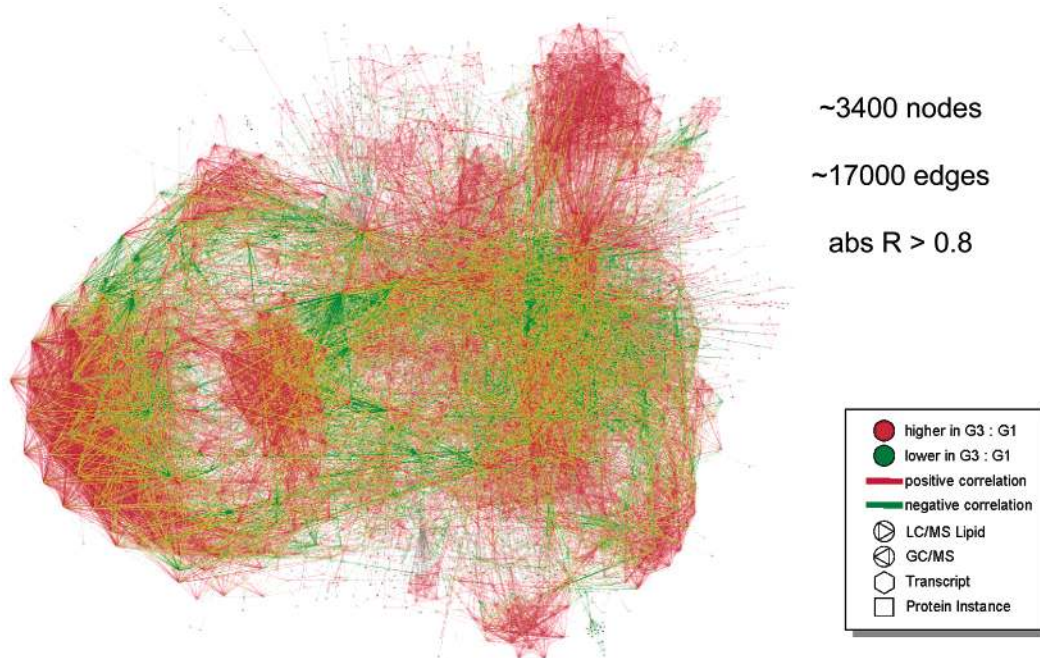 ~3400 nodes
~17000 edges
abs R > 0.8
higher in G3 : G1
lower in G3 : G1
positive correlation
negative correlation
LC/MS Lipid
GC/MS
Transcript
Protein Instance